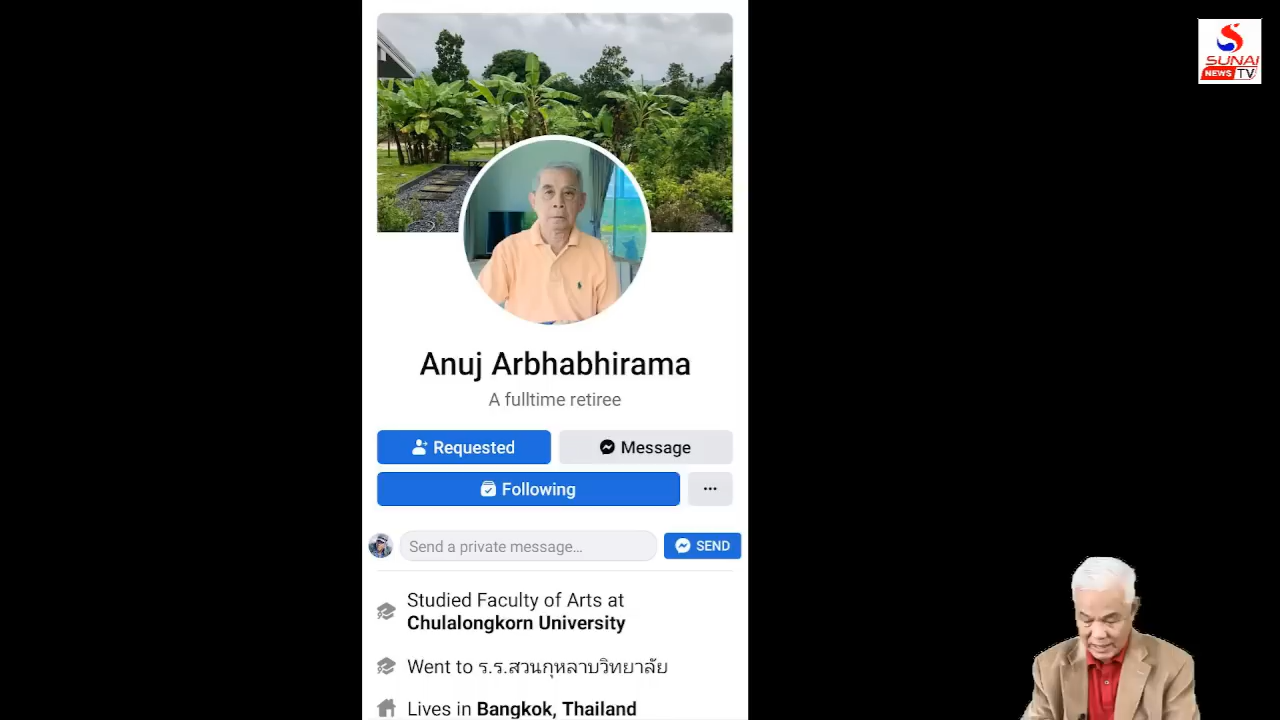 SUNAI
NEWS TV
Anuj Arbhabhirama
A fulltime retiree
Requested
Message
Following
Send a private message...
SEND
Studied Faculty of Arts at
Chulalongkorn University
Went to ร.ร.สวนกุหลาบวิทยาลัย
Lives in Bangkok, Thailand